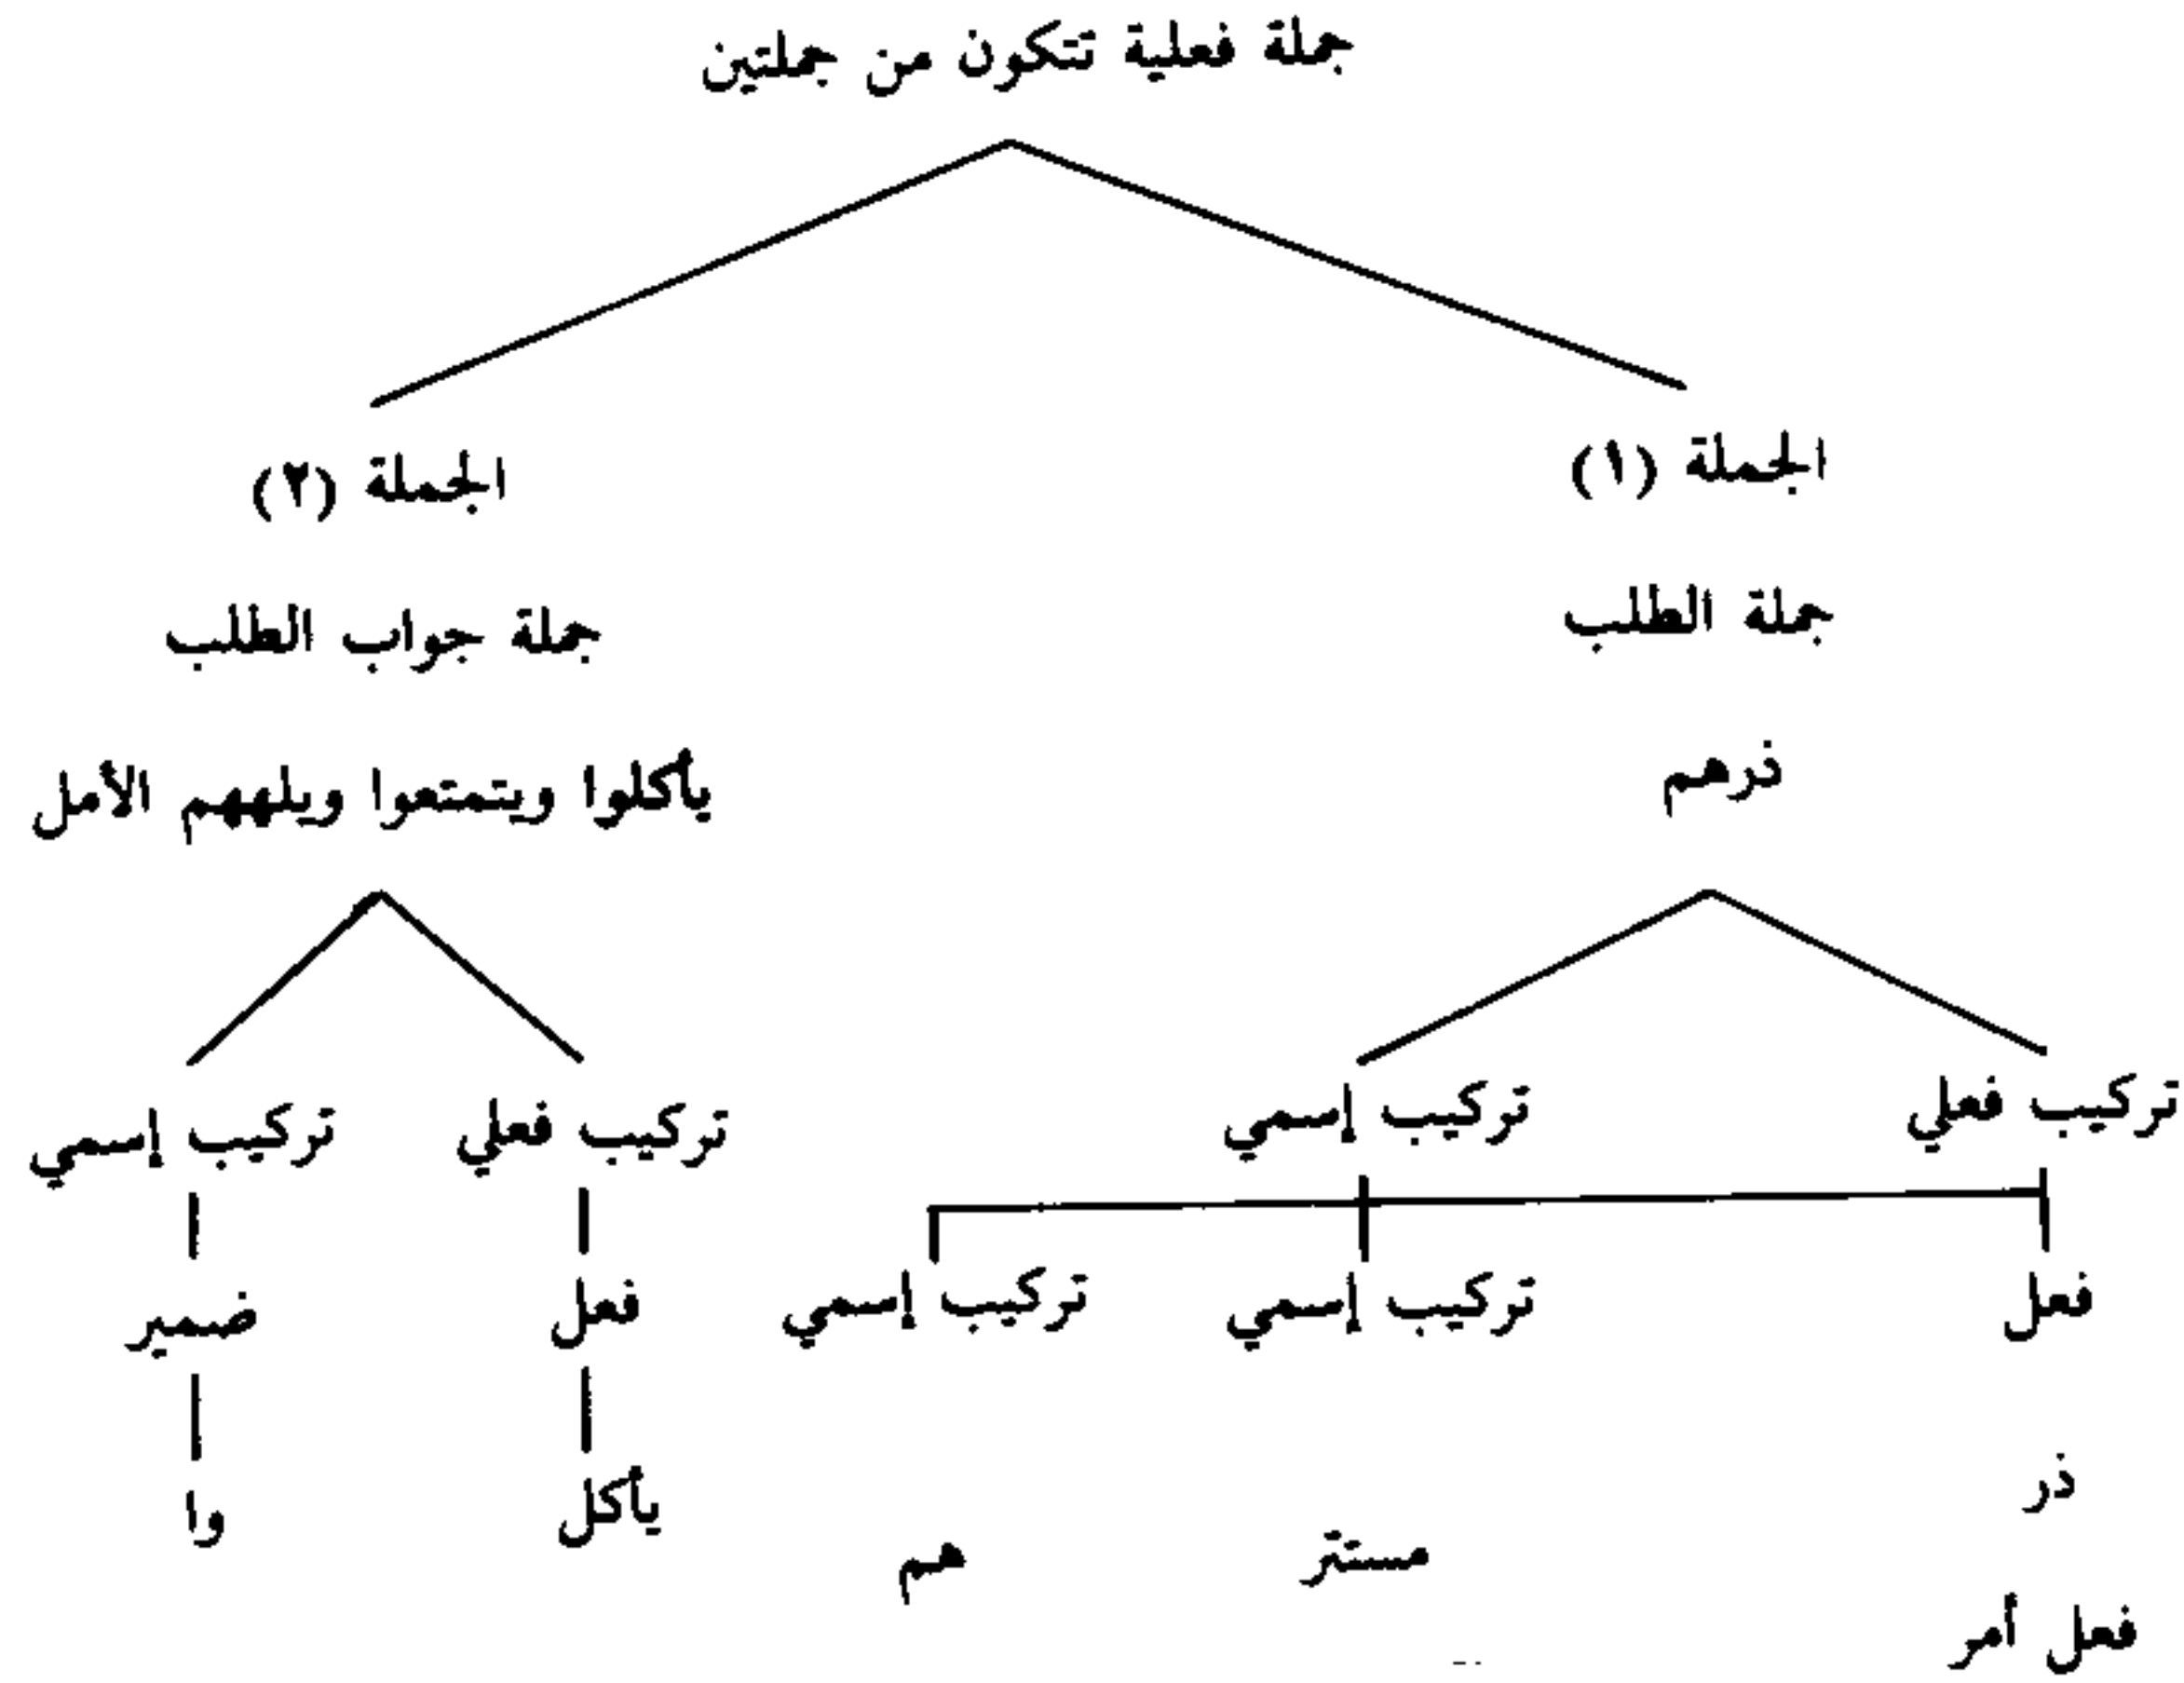 جملة فعلية تتكون من جملتين
الجملة (١)
الجملة (٢)
جملة الطلب
جملة جواب الطلب
ذرهم
يأكلوا ويتمتعوا ويلههم الأمل
تركيب فعلي
تركيب إسمي
تركيب فعلي
تركيب إسمي
فعل
تركيب إسمي
تركيب إسمي
فعل
ضمير
ذر
مستتر
هم
يأكل
وا
فعل أمر